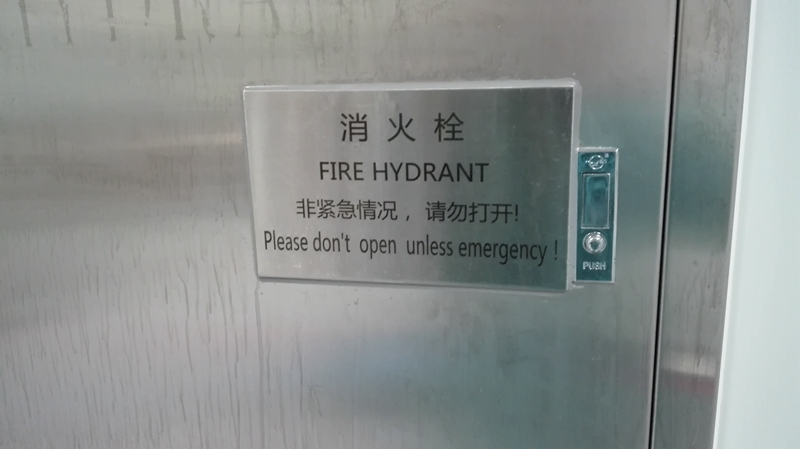 消火栓
FIRE HYDRANT
非紧急情况，请勿打开!
Please don't open unless emergency !
PUSH